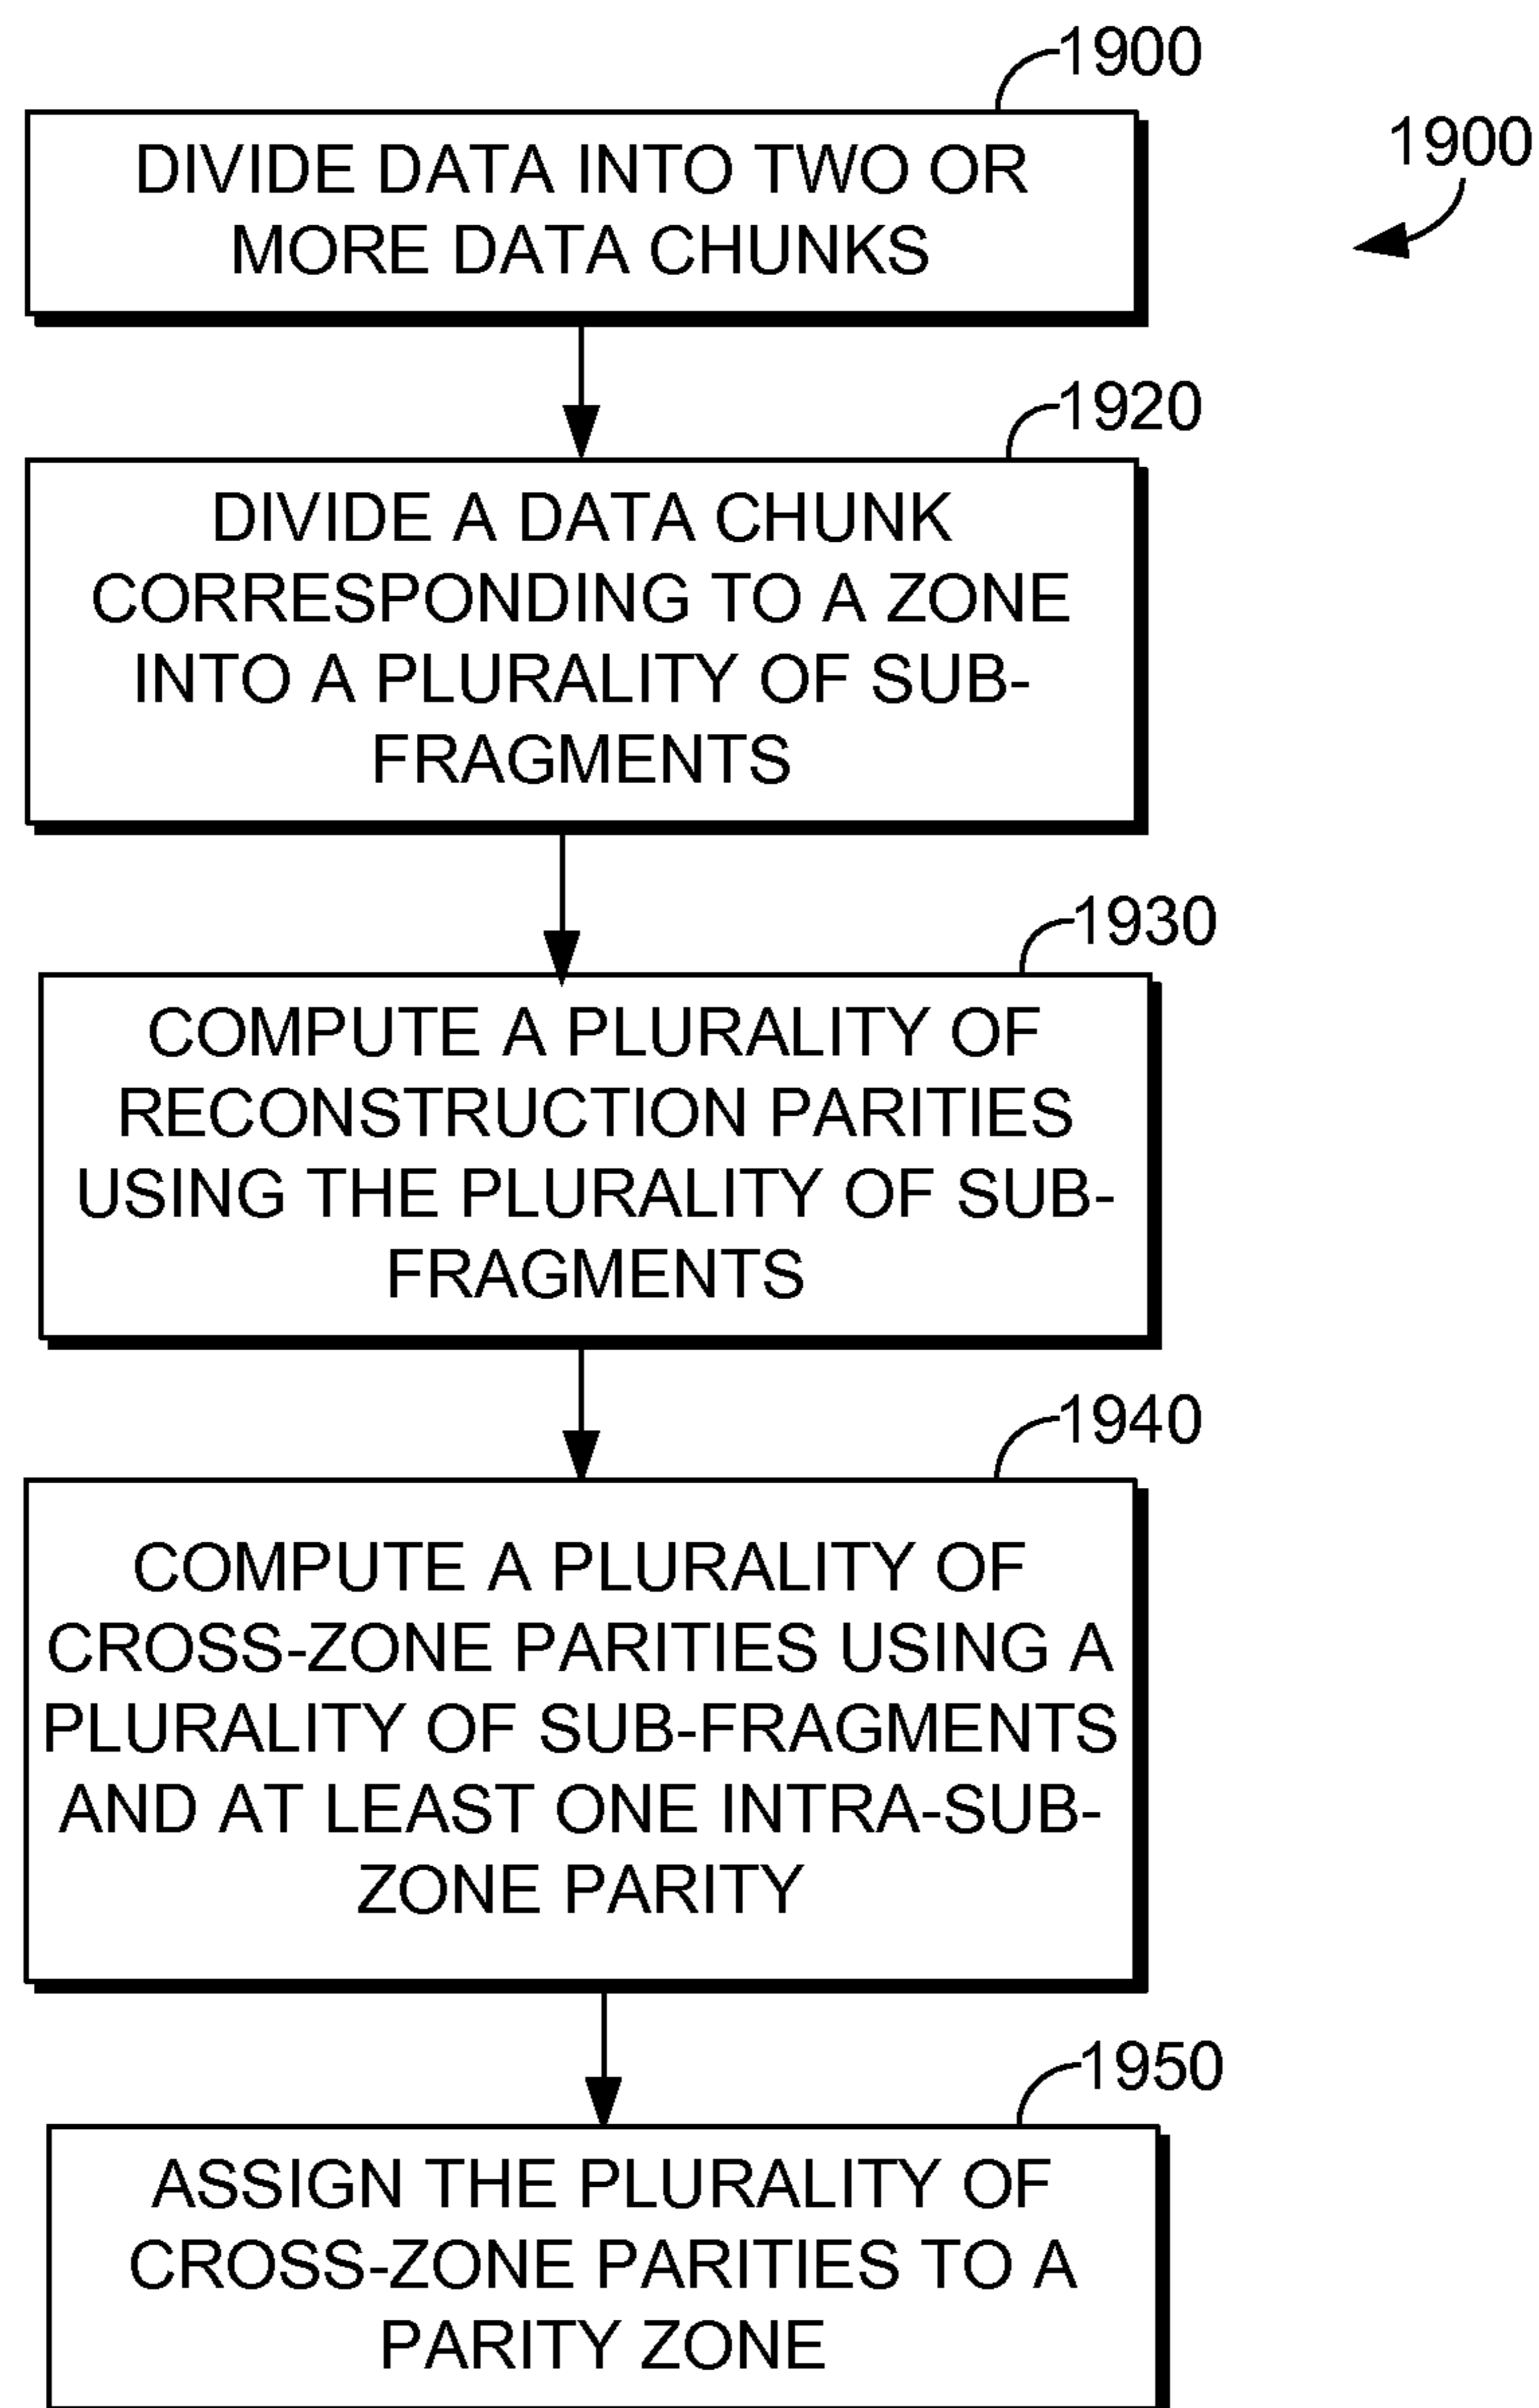 1900
1900
DIVIDE DATA INTO TWO OR
MORE DATA CHUNKS
1920
DIVIDE A DATA CHUNK
CORRESPONDING TO A ZONE
INTO A PLURALITY OF SUB-
FRAGMENTS
1930
COMPUTE A PLURALITY OF
RECONSTRUCTION PARITIES
USING THE PLURALITY OF SUB-
FRAGMENTS
1940
COMPUTE A PLURALITY OF
CROSS-ZONE PARITIES USING A
PLURALITY OF SUB-FRAGMENTS
AND AT LEAST ONE INTRA-SUB-
ZONE PARITY
1950
ASSIGN THE PLURALITY OF
CROSS-ZONE PARITIES TO A
PARITY ZONE